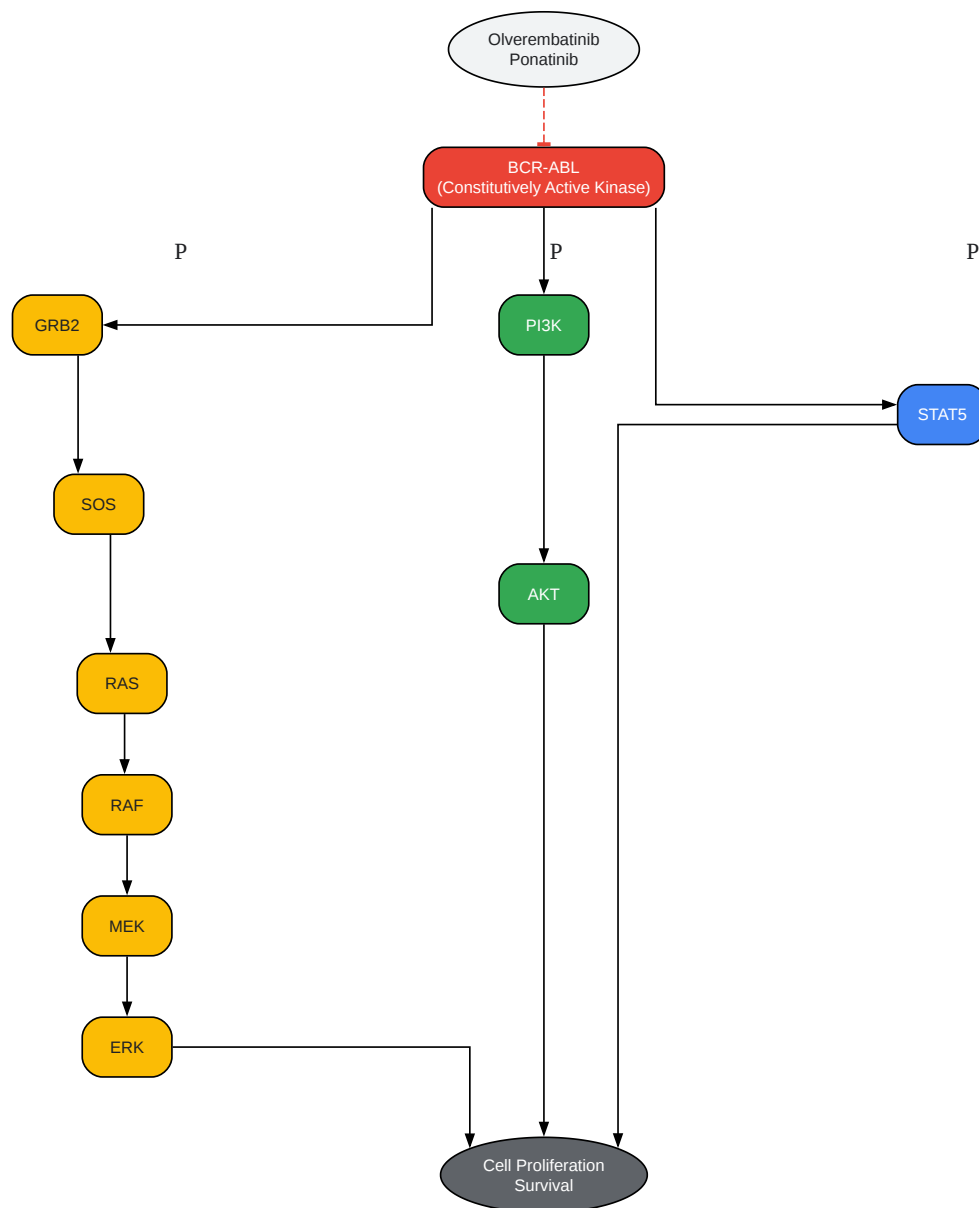 Olverembatinib
Ponatinib
BCR-ABL
(Constitutively Active Kinase)
P
P
P
GRB2
PI3K
STAT5
SOS
AKT
RAS
RAF
MEK
ERK
Cell Proliferation
Survival